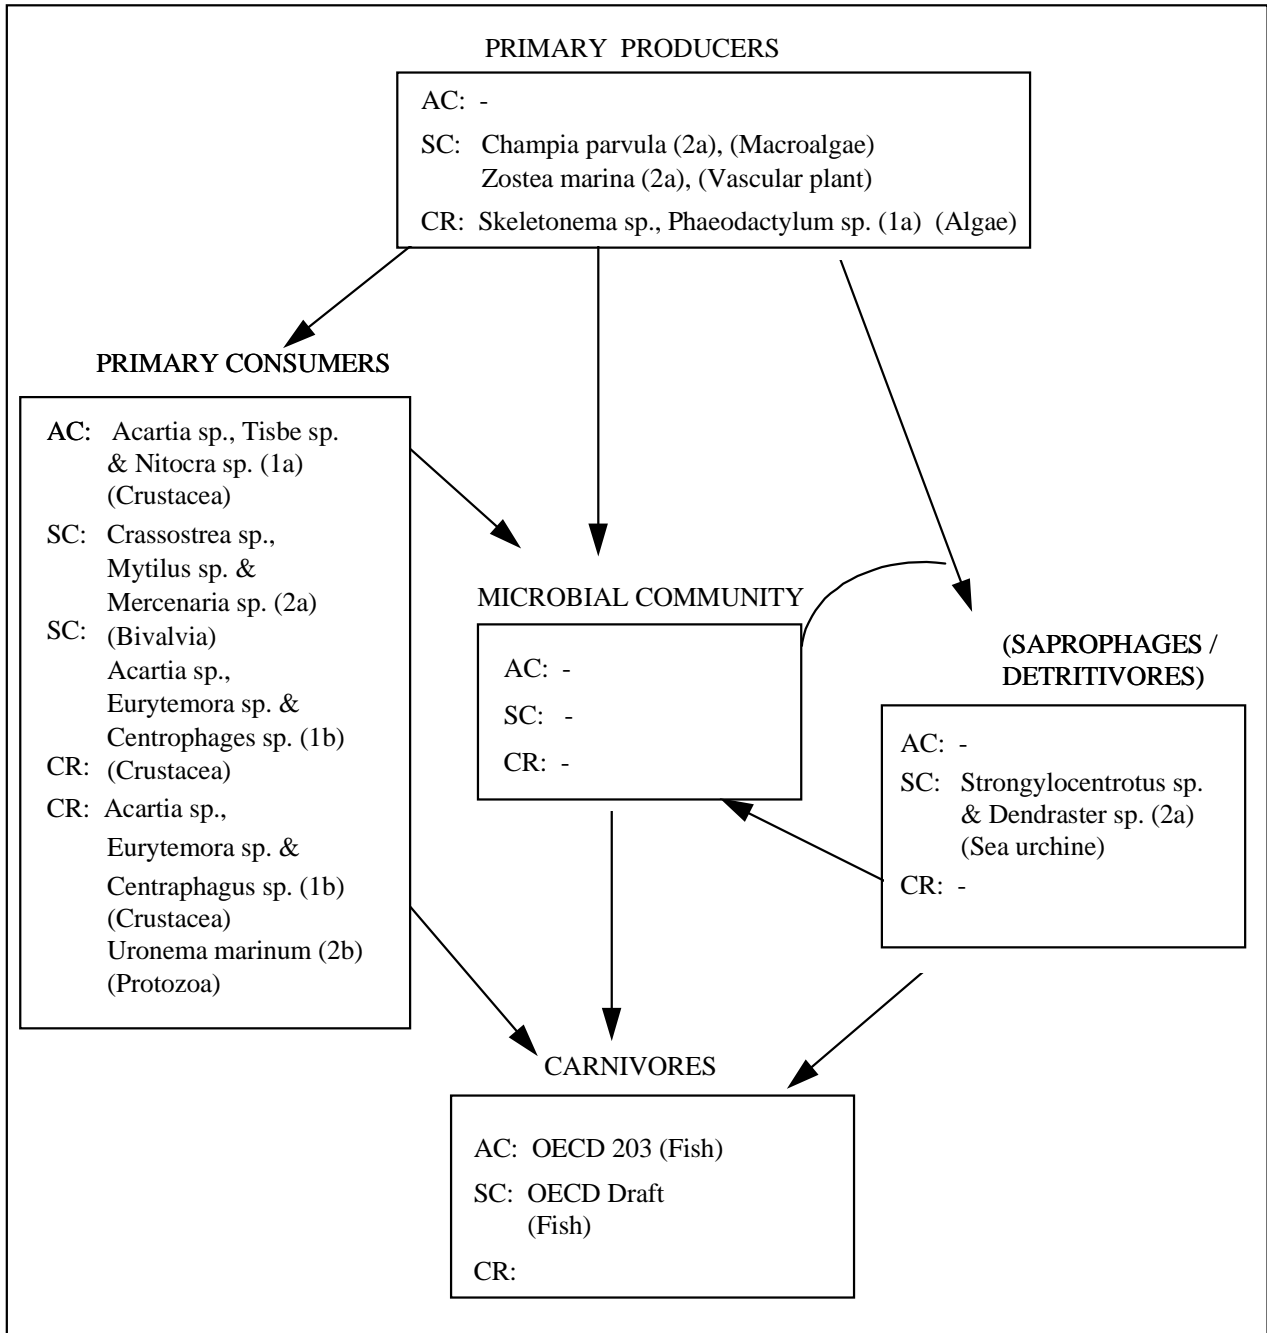 PRIMARY PRODUCERS
AC: -
SC: Champia parvula (2a), (Macroalgae)
Zostea marina (2a), (Vascular plant)
CR: Skeletonema sp., Phaeodactylum sp. (1a) (Algae)
PRIMARY CONSUMERS
AC: Acartia sp., Tisbe sp.
& Nitocra sp. (1a)
(Crustacea)
SC: Crassostrea sp.,
Mytilus sp. &
Mercenaria sp. (2a)
SC: (Bivalvia)
Acartia sp.,
Eurytemora sp. &
Centrophages sp. (1b)
CR: (Crustacea)
CR: Acartia sp.,
Eurytemora sp. &
Centraphagus sp. (1b)
(Crustacea)
Uronema marinum (2b)
(Protozoa)
MICROBIAL COMMUNITY
AC: -
SC: -
CR: -
(SAPROPHAGES /
DETRITIVORES)
AC: -
SC: Strongylocentrotus sp.
& Dendraster sp. (2a)
(Sea urchine)
CR: -
CARNIVORES
AC: OECD 203 (Fish)
SC: OECD Draft
(Fish)
CR: